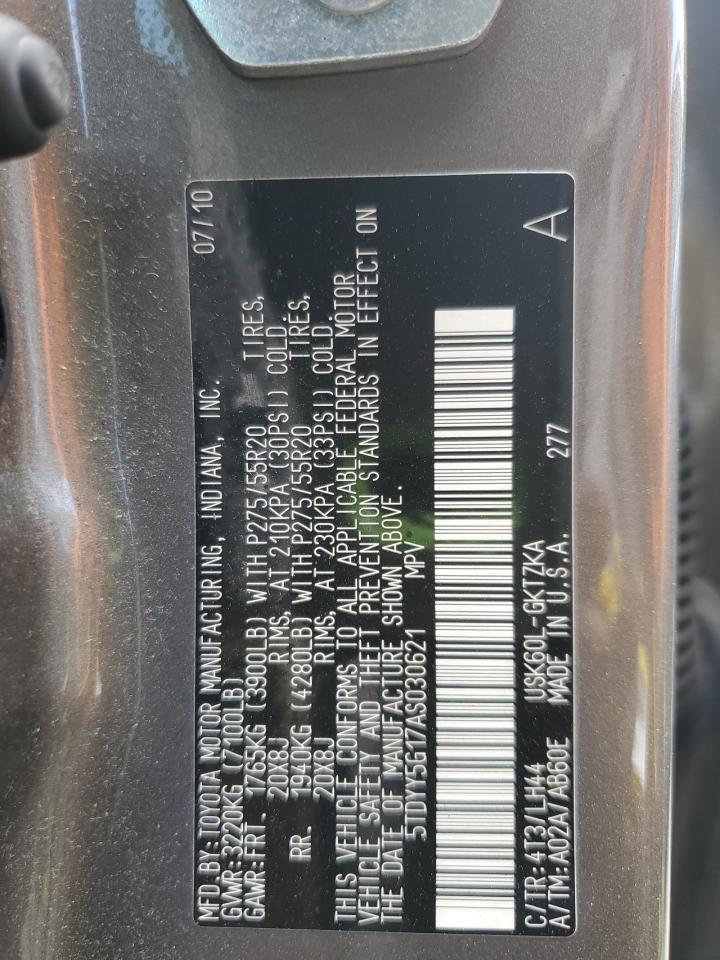 MFD.BY:TOYOTA MOTOR MANUFACTURING, INDIANA, INC. 07/10
GVWR:3220KG (7100LB)
GAWR:FRT. 1765KG (3900LB) WITH P275/55R20 TIRES,
20X8J RIMS, AT 210KPA (30PSI) COLD.
RR. 1940KG (4280LB) WITH P275/55R20 TIRES,
20X8J RIMS, AT 230KPA (33PSI) COLD.
THIS VEHICLE CONFORMS TO ALL APPLICABLE FEDERAL MOTOR
VEHICLE SAFETY AND THEFT PREVENTION STANDARDS IN EFFECT ON
THE DATE OF MANUFACTURE SHOWN ABOVE.
5TDYY5G17AS030621 MPV
C/TR:4T3/LH44 USK60L-GKTZKA A
A/TM:A02A/AB60E MADE IN U.S.A. 277